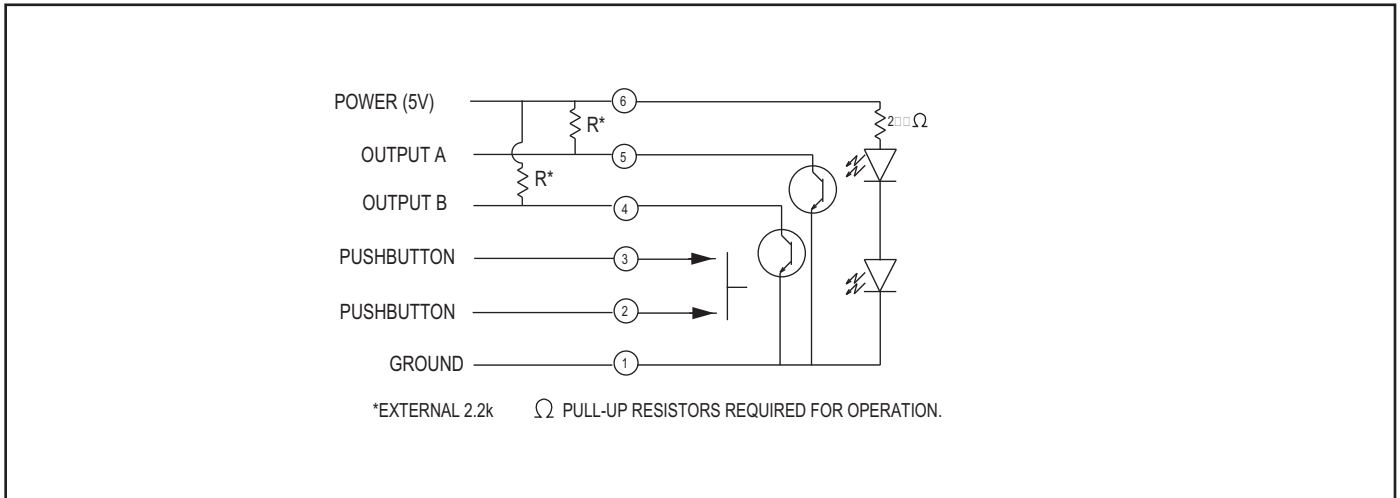 POWER (5V)
6
R*
Ω
OUTPUT A
5
R*
OUTPUT B
4
PUSHBUTTON
3
PUSHBUTTON
2
GROUND
1
*EXTERNAL 2.2k Ω PULL-UP RESISTORS REQUIRED FOR OPERATION.